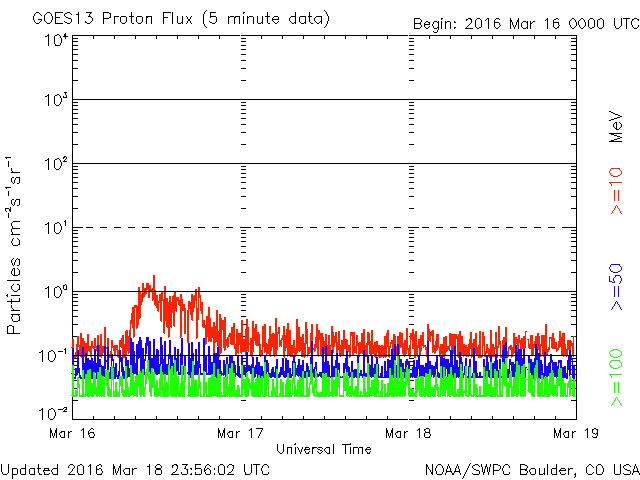 GOES13 Proton Flux (5 minute data)
Begin: 2016 Mar 16 0000 UTC
10⁴
10³
10²
10¹
10⁰
10⁻¹
10⁻²
Particles cm⁻²s⁻¹sr⁻¹
MeV
>=10
>=50
>=100
Mar 16
Mar 17
Mar 18
Mar 19
Universal Time
Updated 2016 Mar 18 23:56:02 UTC
NOAA/SWPC Boulder, CO USA